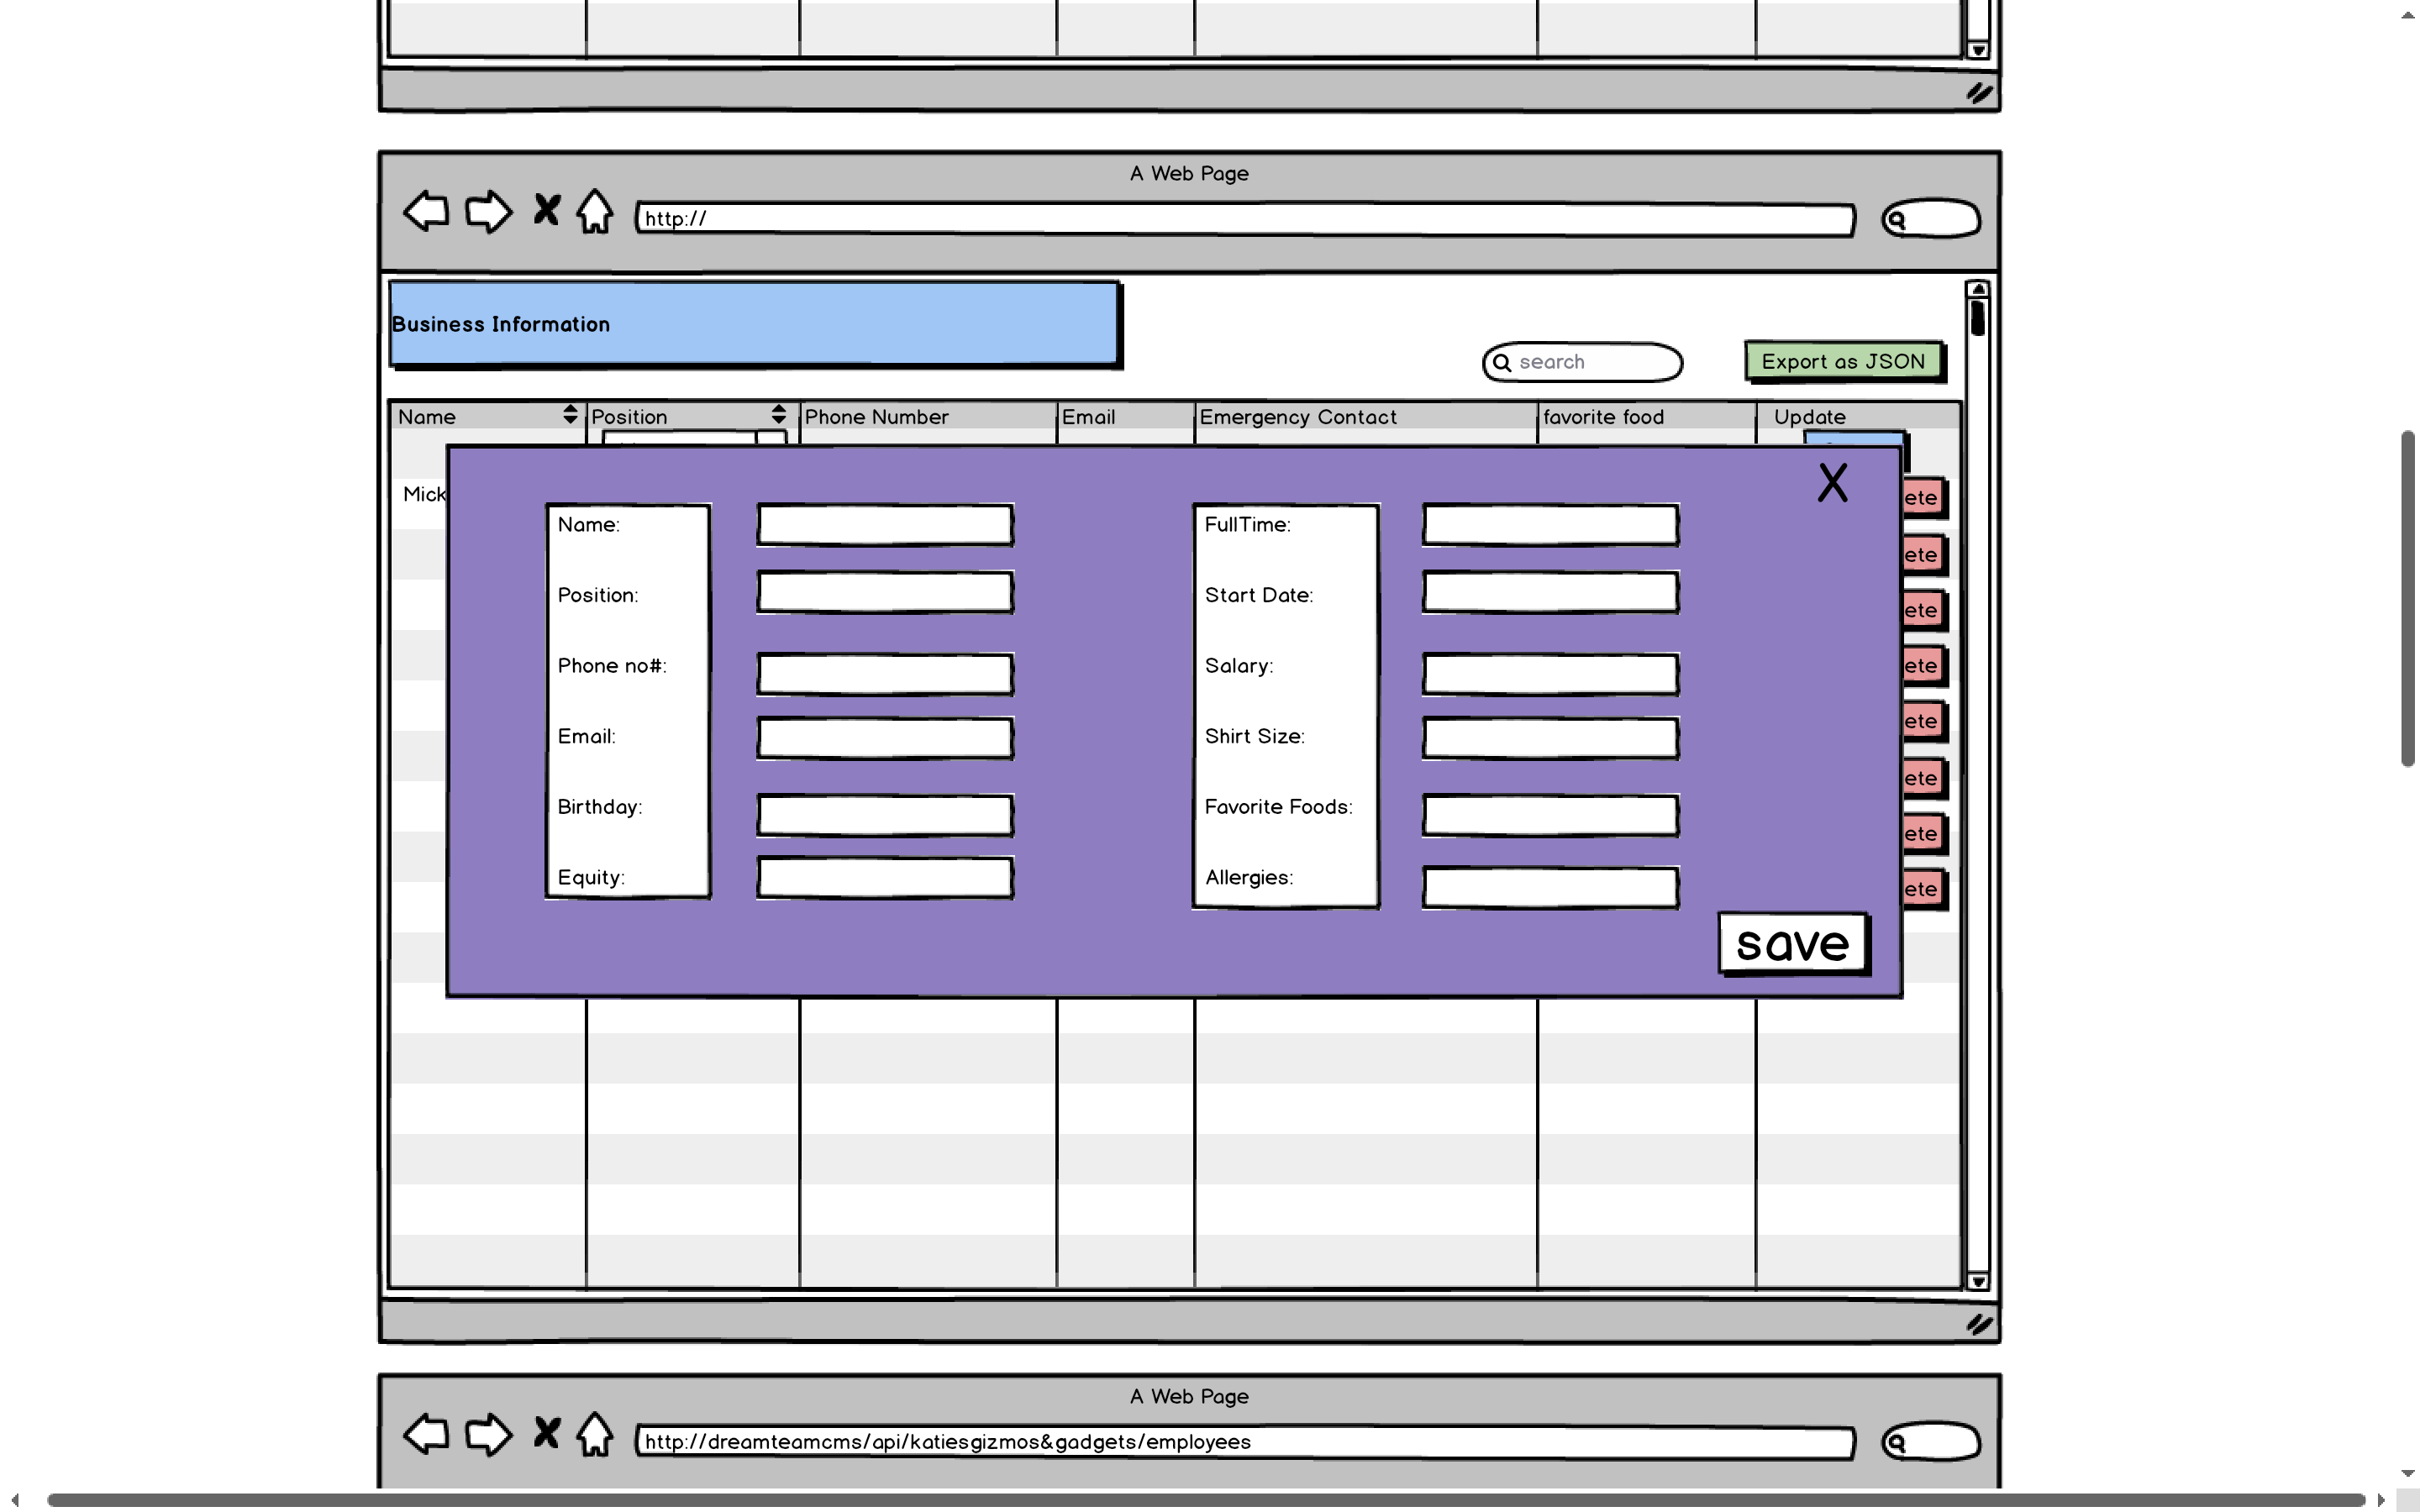 A Web Page
http://
Business Information
search
Export as JSON
Name
Position
Phone Number
Email
Emergency Contact
favorite food
Update
Mick
X
Name:
Position:
Phone no#:
Email:
Birthday:
Equity:
FullTime:
Start Date:
Salary:
Shirt Size:
Favorite Foods:
Allergies:
ete
ete
ete
ete
ete
ete
ete
ete
save
A Web Page
http://dreamteamcms/api/katiesgizmos&gadgets/employees